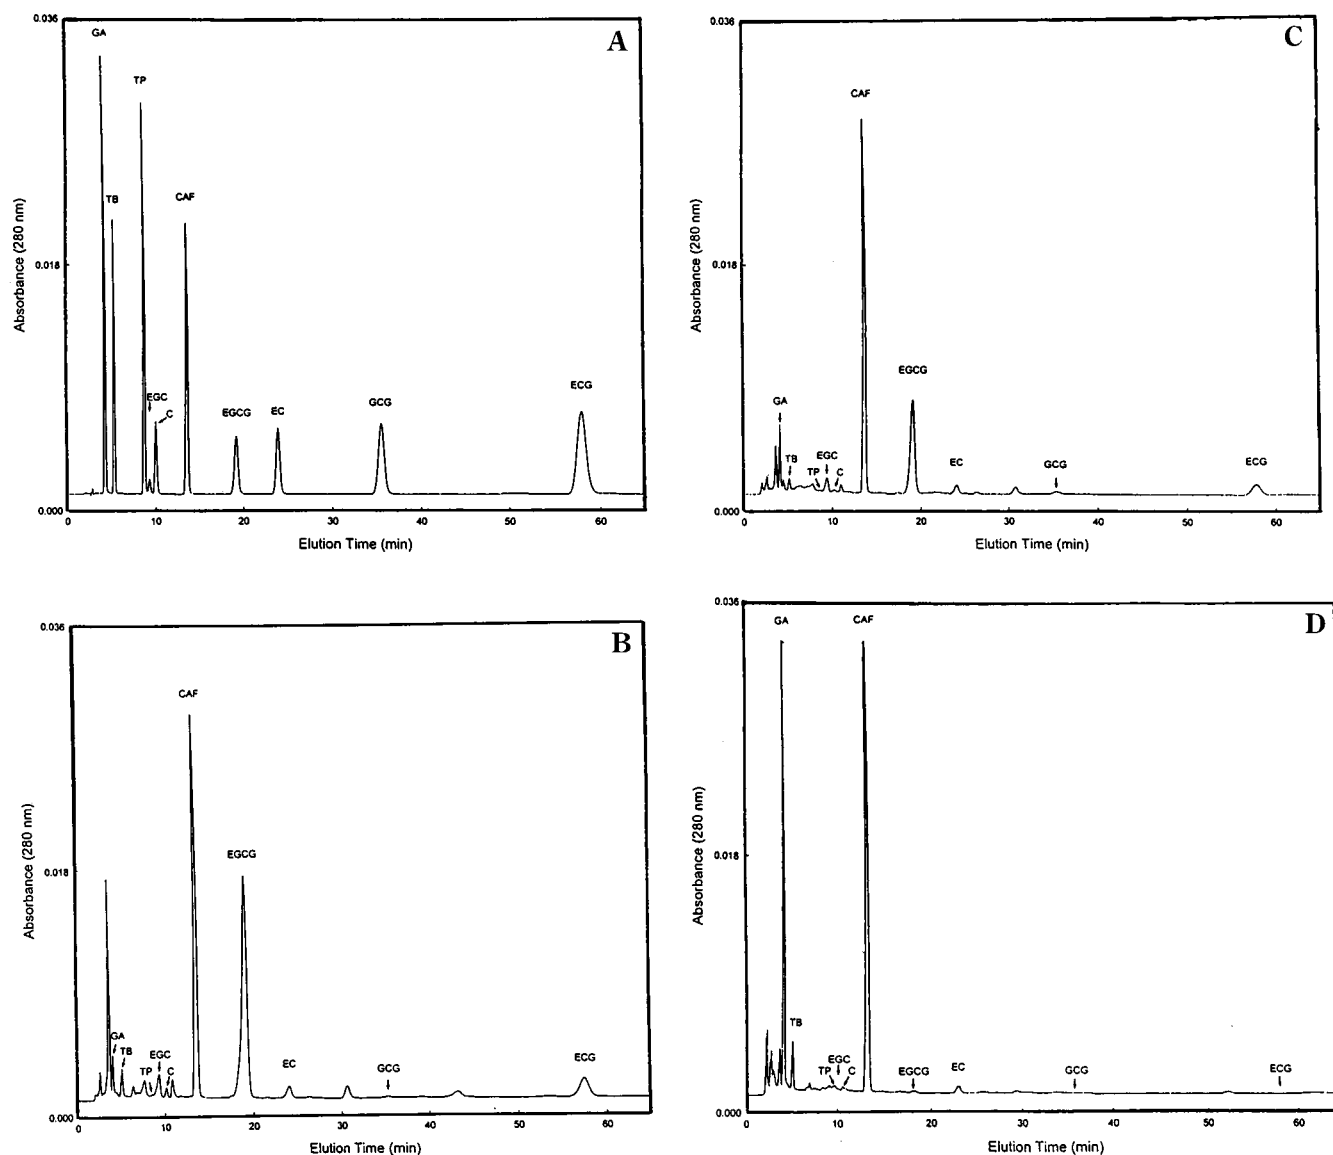 A
0.036
GA
TP
TB
CAF
EGC
C
EGCG
EC
GCG
ECG
Absorbance (280 nm)
0.018
0.000
0
10
20
30
40
50
60
Elution Time (min)
C
0.036
CAF
EGCG
GA
TB
TP
EGC
C
EC
GCG
ECG
Absorbance (280 nm)
0.018
0.000
0
10
20
30
40
50
60
Elution Time (min)
B
0.036
CAF
EGCG
GA
TB
TP
EGC
C
EC
GCG
ECG
Absorbance (280 nm)
0.018
0.000
0
10
20
30
40
50
60
Elution Time (min)
D
0.036
GA
CAF
TB
EGC
TP
C
EGCG
EC
GCG
ECG
Absorbance (280 nm)
0.018
0.000
0
10
20
30
40
50
60
Elution Time (min)